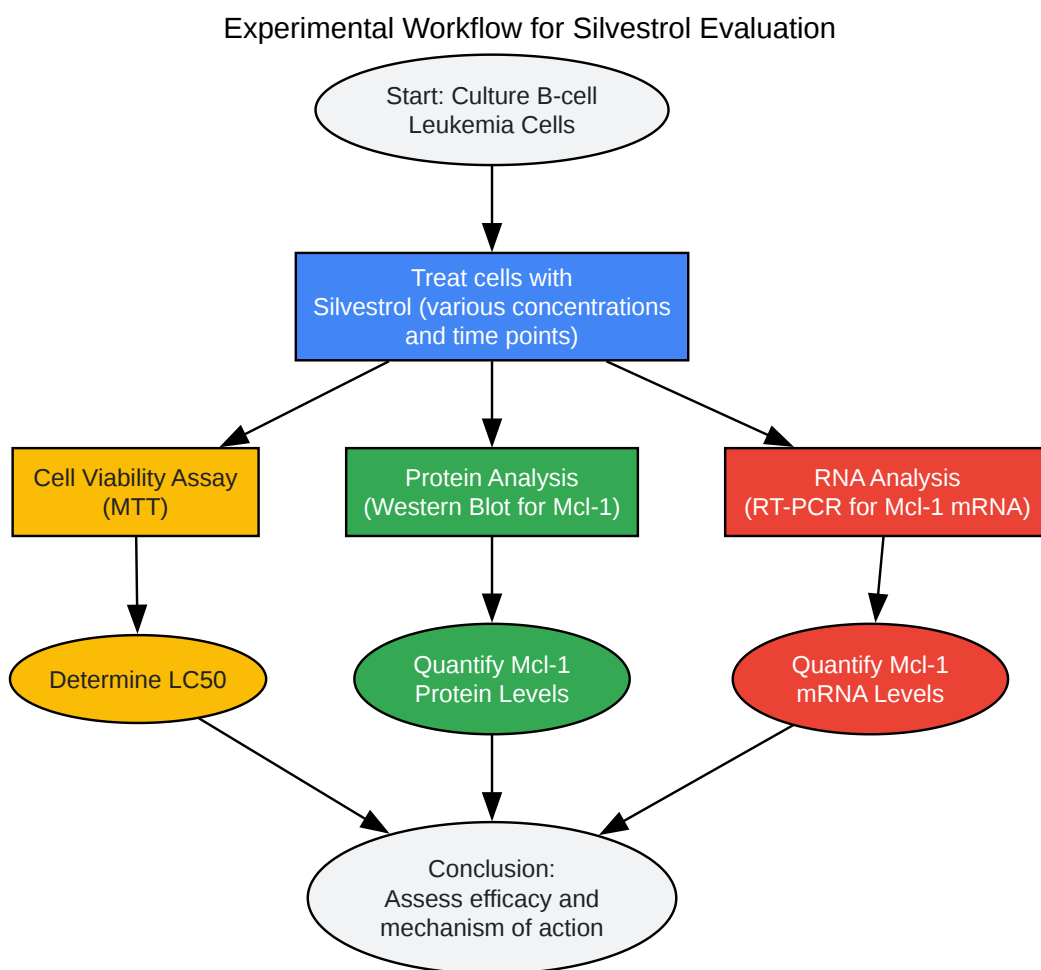 Experimental Workflow for Silvestrol Evaluation
Start: Culture B-cell
Leukemia Cells
Treat cells with
Silvestrol (various concentrations
and time points)
Cell Viability Assay
(MTT)
Protein Analysis
(Western Blot for Mcl-1)
RNA Analysis
(RT-PCR for Mcl-1 mRNA)
Determine LC50
Quantify Mcl-1
Protein Levels
Quantify Mcl-1
mRNA Levels
Conclusion:
Assess efficacy and
mechanism of action